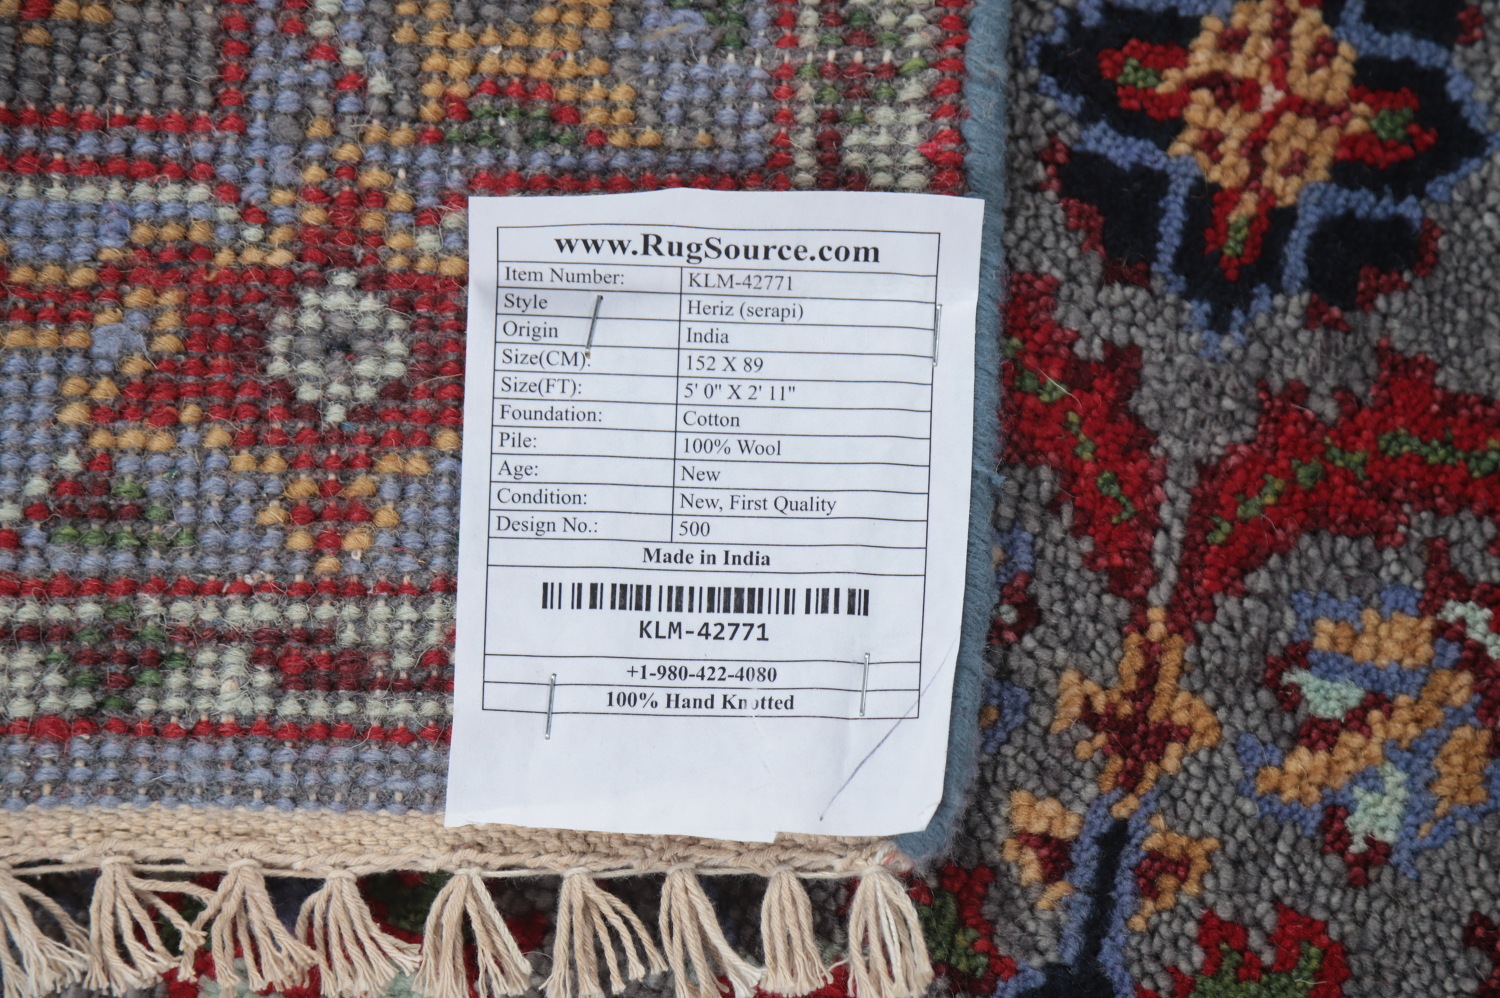 www.RugSource.com
Item Number: KLM-42771
Style Heriz (serapi)
Origin India
Size(CM): 152 X 89
Size(FT): 5' 0" X 2' 11"
Foundation: Cotton
Pile: 100% Wool
Age: New
Condition: New, First Quality
Design No.: 500
Made in India
KLM-42771
+1-980-422-4080
100% Hand Knotted